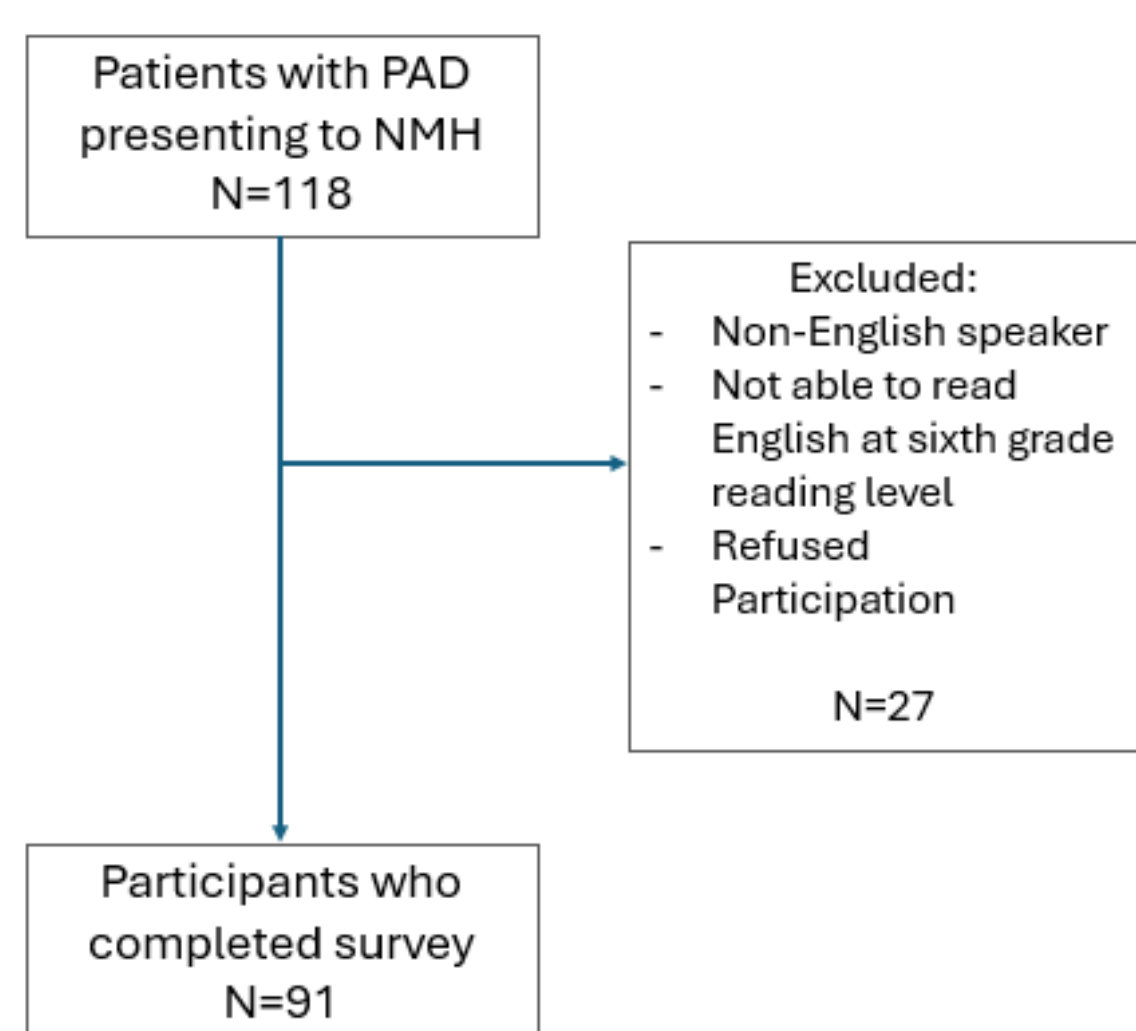 Patients with PAD
presenting to NMH
N=118
Excluded:
- Non-English speaker
- Not able to read
English at sixth grade
reading level
- Refused
Participation
N=27
Participants who
completed survey
N=91